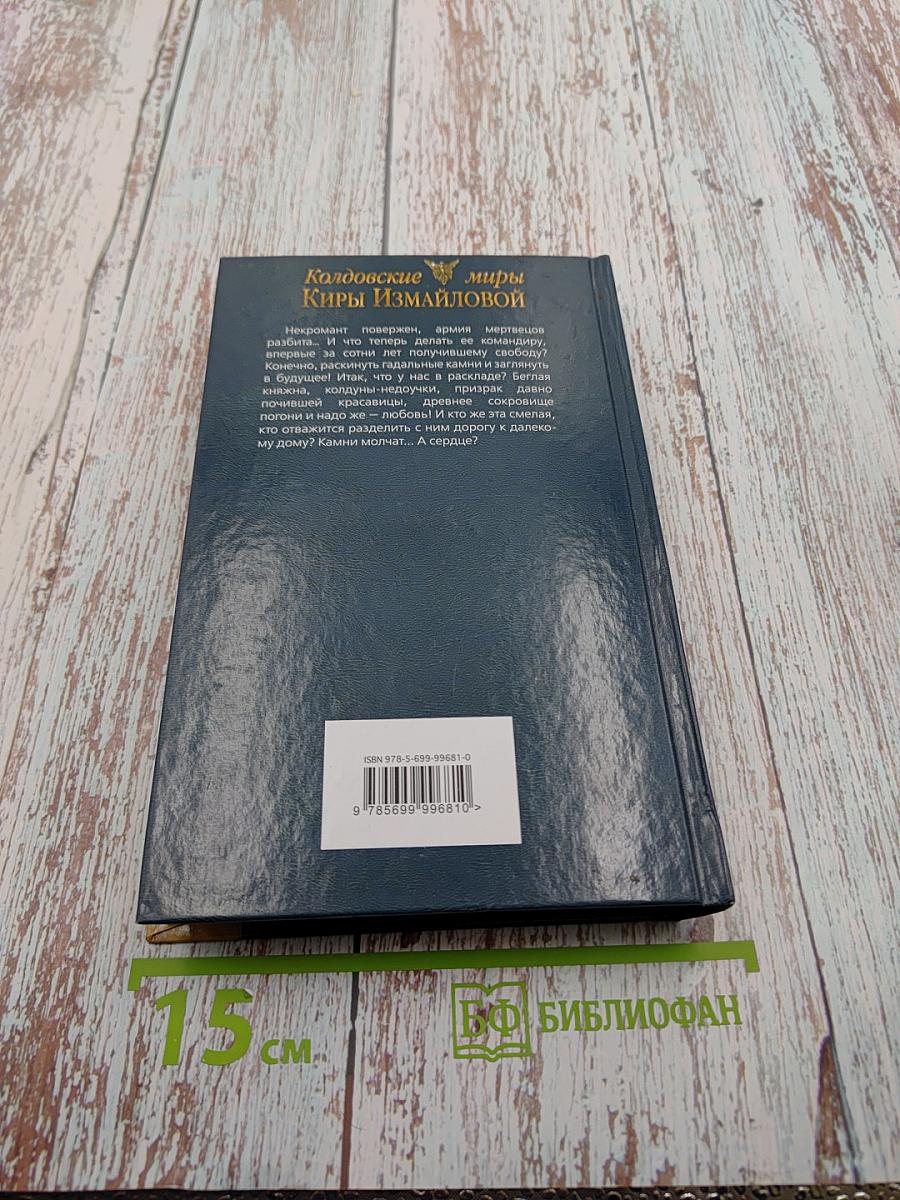 Колдовские миры
КИРЫ ИЗМАЙЛОВОЙ
Некромант повержен, армия мертвецов
разбита... И что теперь делать ее командиру,
впервые за сотни лет получившему свободу?
Конечно, раскинуть гадальные камни и заглянуть
в будущее! Итак, что у нас в раскладе? Беглая
княжна, колдуны-недоучки, призрак давно
почившей красавицы, древнее сокровище
погони и надо же — любовь! И кто же эта смелая,
кто отважится разделить с ним дорогу к далеко-
му дому? Камни молчат... А сердце?
ISBN 978-5-699-99681-0
9 785699 996810 >
15 см
БФ БИБЛИОФАН